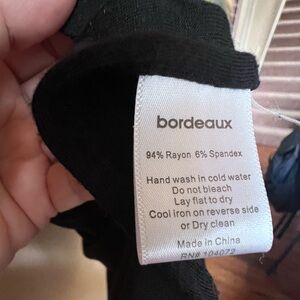 bordeaux
94% Rayon 6% Spandex
Hand wash in cold water
Do not bleach
Lay flat to dry
Cool iron on reverse side
or Dry clean
Made in China
RN# 104072